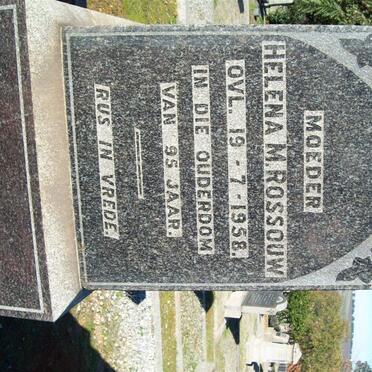 MOEDER
HELENA M ROSSOUW
OVL. 19 - 7 - 1958.
IN DIE OUDERDOM
VAN 95 JAAR.
RUS IN VREDE